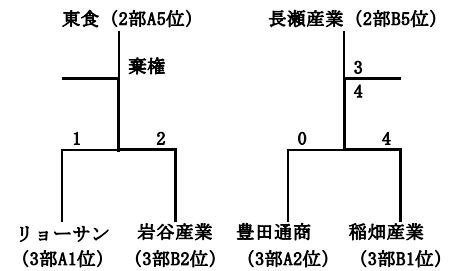 東食（2部A5位）
長瀬産業（2部B5位）
棄権
3
4
1
2
0
4
リョーサン
岩谷産業
豊田通商
稲畑産業
（3部A1位）
（3部B2位）
（3部A2位）
（3部B1位）